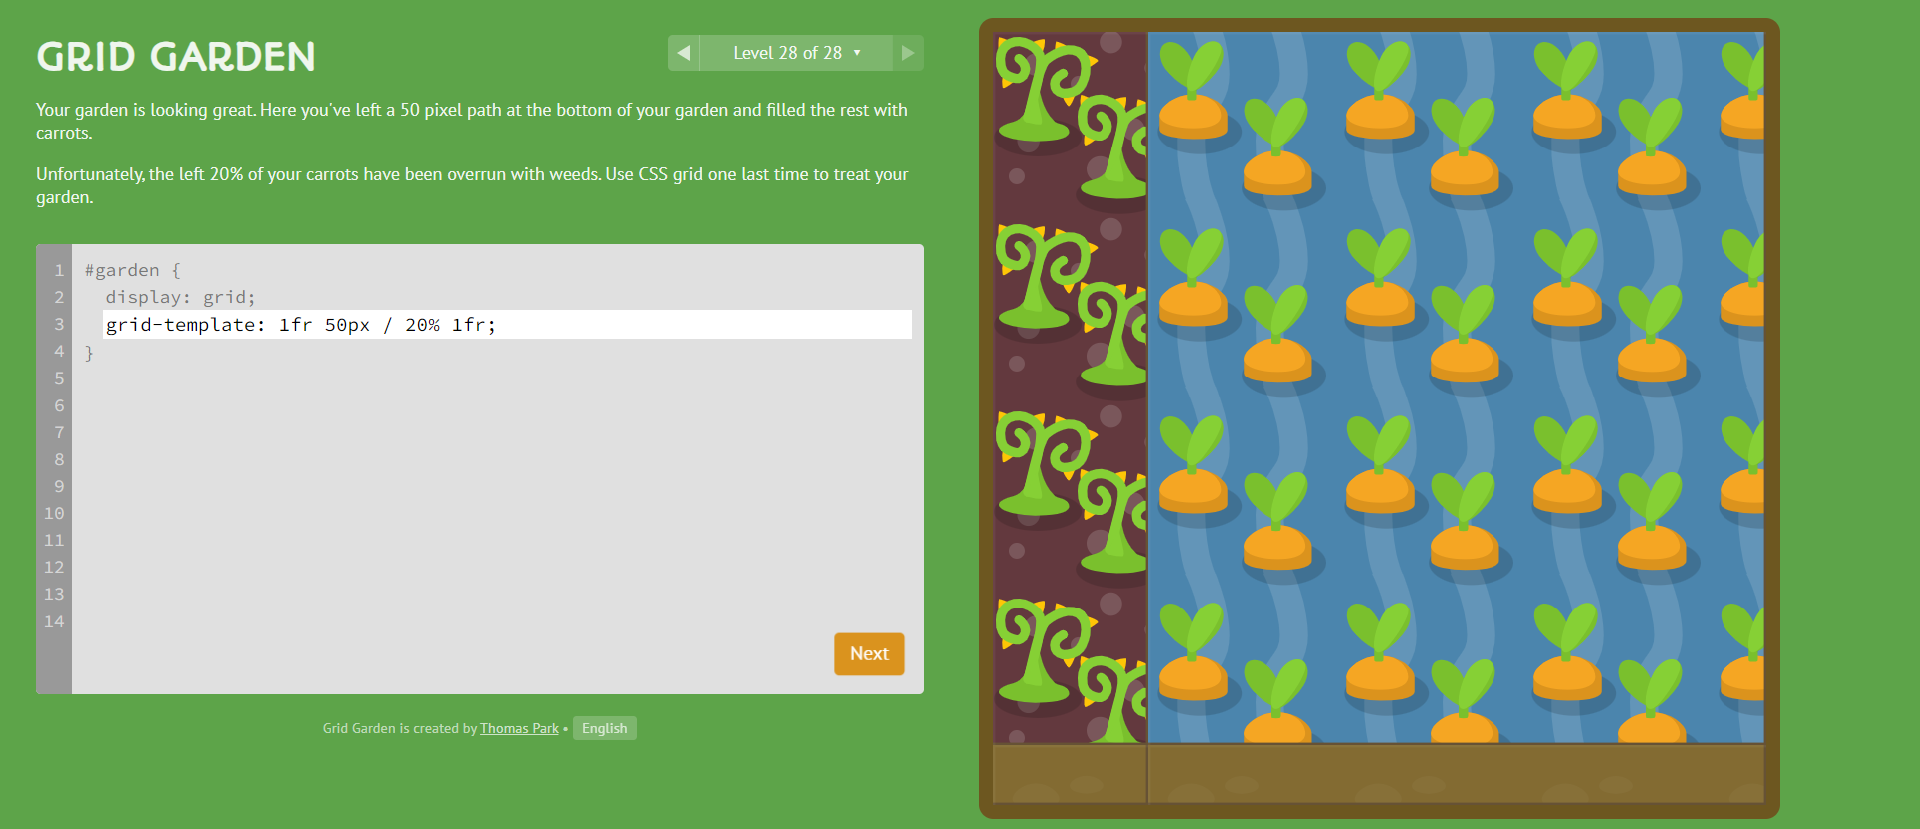 GRID GARDEN
◀ Level 28 of 28 ▼ ▶
Your garden is looking great. Here you've left a 50 pixel path at the bottom of your garden and filled the rest with
carrots.
Unfortunately, the left 20% of your carrots have been overrun with weeds. Use CSS grid one last time to treat your
garden.
1 #garden {
2 display: grid;
3 grid-template: 1fr 50px / 20% 1fr;
4 }
5
6
7
8
9
10
11
12
13
14
Next
Grid Garden is created by Thomas Park • English